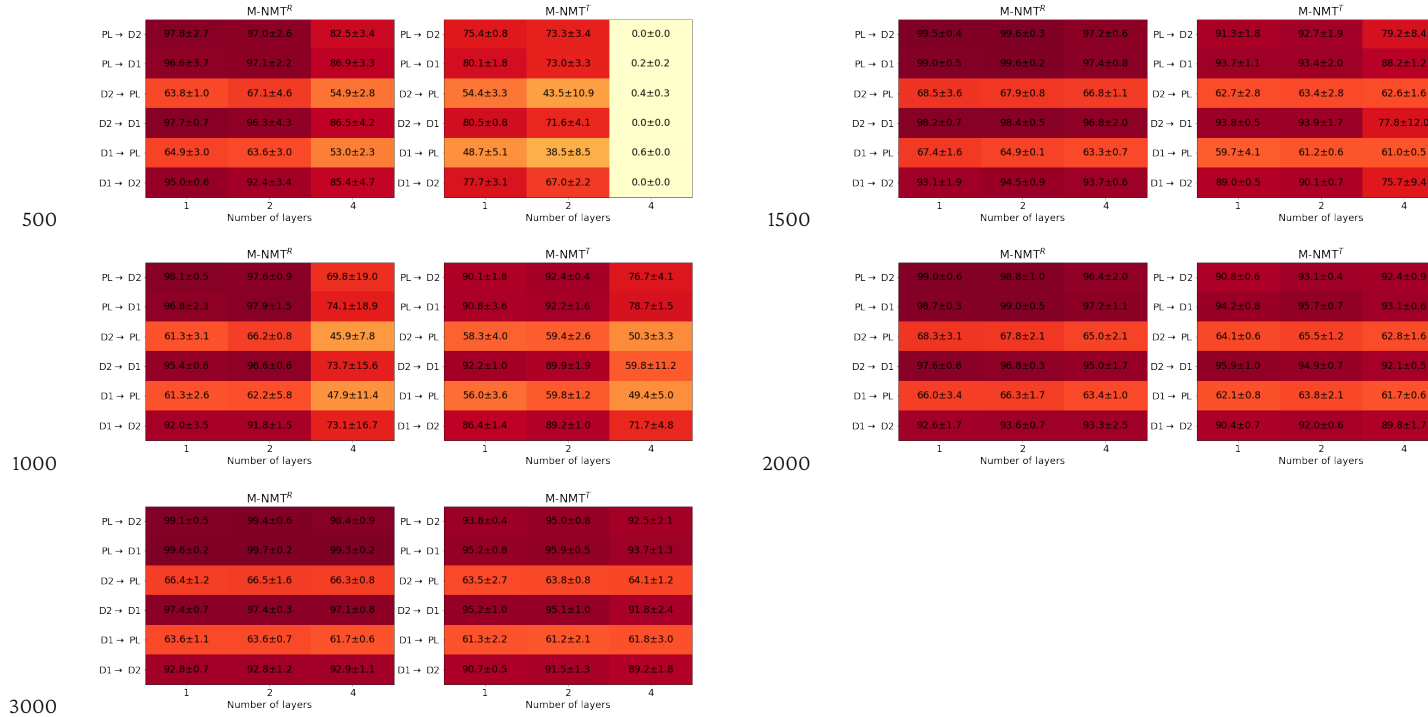 M-NMT^R M-NMT^T
PL → D2 97.8±2.7 97.0±2.6 82.5±3.4 PL → D2 75.4±0.8 73.3±3.4 0.0±0.0
PL → D1 96.6±3.7 97.1±2.2 86.9±3.3 PL → D1 80.1±1.8 73.0±3.3 0.2±0.2
D2 → PL 63.8±1.0 67.1±4.6 54.9±2.8 D2 → PL 54.4±3.3 43.5±10.9 0.4±0.3
D2 → D1 97.7±0.7 96.3±4.3 86.5±4.2 D2 → D1 80.5±0.8 71.6±4.1 0.0±0.0
D1 → PL 64.9±3.0 63.6±3.0 53.0±2.3 D1 → PL 48.7±5.1 38.5±8.5 0.6±0.0
D1 → D2 95.0±0.6 92.4±3.4 85.4±4.7 D1 → D2 77.7±3.1 67.0±2.2 0.0±0.0
1 2 4 1 2 4
Number of layers Number of layers
500
M-NMT^R M-NMT^T
PL → D2 99.5±0.4 99.6±0.3 97.2±0.6 PL → D2 91.3±1.8 92.7±1.9 79.2±8.4
PL → D1 99.0±0.5 99.6±0.2 97.4±0.8 PL → D1 93.7±1.1 93.4±2.0 88.2±1.2
D2 → PL 68.5±3.6 67.9±0.8 66.8±1.1 D2 → PL 62.7±2.8 63.4±2.8 62.6±1.6
D2 → D1 98.2±0.7 98.4±0.5 96.8±2.0 D2 → D1 93.8±0.5 93.9±1.7 77.8±12.0
D1 → PL 67.4±1.6 64.9±0.1 63.3±0.7 D1 → PL 59.7±4.1 61.2±0.6 61.0±0.5
D1 → D2 93.1±1.9 94.5±0.9 93.7±0.6 D1 → D2 89.0±0.5 90.1±0.7 75.7±9.4
1 2 4 1 2 4
Number of layers Number of layers
1500
M-NMT^R M-NMT^T
PL → D2 98.1±0.5 97.6±0.9 69.8±19.0 PL → D2 90.1±1.8 92.4±0.4 76.7±4.1
PL → D1 96.8±2.3 97.9±1.5 74.1±18.9 PL → D1 90.8±3.6 92.2±1.6 78.7±1.5
D2 → PL 61.3±3.1 66.2±0.8 45.9±7.8 D2 → PL 58.3±4.0 59.4±2.6 50.3±3.3
D2 → D1 95.4±0.6 96.6±0.6 73.7±15.6 D2 → D1 92.2±1.0 89.9±1.9 59.8±11.2
D1 → PL 61.3±2.6 62.2±5.8 47.9±11.4 D1 → PL 56.0±3.6 59.8±1.2 49.4±5.0
D1 → D2 92.0±3.5 91.8±1.5 73.1±16.7 D1 → D2 86.4±1.4 89.2±1.0 71.7±4.8
1 2 4 1 2 4
Number of layers Number of layers
1000
M-NMT^R M-NMT^T
PL → D2 99.0±0.6 98.8±1.0 96.4±2.0 PL → D2 90.8±0.6 93.1±0.4 92.4±0.9
PL → D1 98.7±0.3 99.0±0.5 97.2±1.1 PL → D1 94.2±0.8 95.7±0.7 93.1±0.6
D2 → PL 68.3±3.1 67.8±2.1 65.0±2.1 D2 → PL 64.1±0.6 65.5±1.2 62.8±1.6
D2 → D1 97.6±0.6 96.8±0.3 95.0±1.7 D2 → D1 95.9±1.0 94.9±0.7 92.1±0.5
D1 → PL 66.0±3.4 66.3±1.7 63.4±1.0 D1 → PL 62.1±0.8 63.8±2.1 61.7±0.6
D1 → D2 92.6±1.7 93.6±0.7 93.3±2.5 D1 → D2 90.4±0.7 92.0±0.6 89.8±1.7
1 2 4 1 2 4
Number of layers Number of layers
2000
M-NMT^R M-NMT^T
PL → D2 99.1±0.5 99.4±0.6 98.4±0.9 PL → D2 93.8±0.4 95.0±0.8 92.5±2.1
PL → D1 99.6±0.2 99.7±0.2 99.3±0.2 PL → D1 95.2±0.8 95.9±0.5 93.7±1.3
D2 → PL 66.4±1.2 66.5±1.6 66.3±0.8 D2 → PL 63.5±2.7 63.8±0.8 64.1±1.2
D2 → D1 97.4±0.7 97.4±0.3 97.1±0.8 D2 → D1 95.2±1.0 95.1±1.0 91.8±2.4
D1 → PL 63.6±1.1 63.6±0.7 61.7±0.6 D1 → PL 61.3±2.2 61.2±2.1 61.8±3.0
D1 → D2 92.8±0.7 92.8±1.2 92.9±1.1 D1 → D2 90.7±0.5 91.5±1.3 89.2±1.8
1 2 4 1 2 4
Number of layers Number of layers
3000